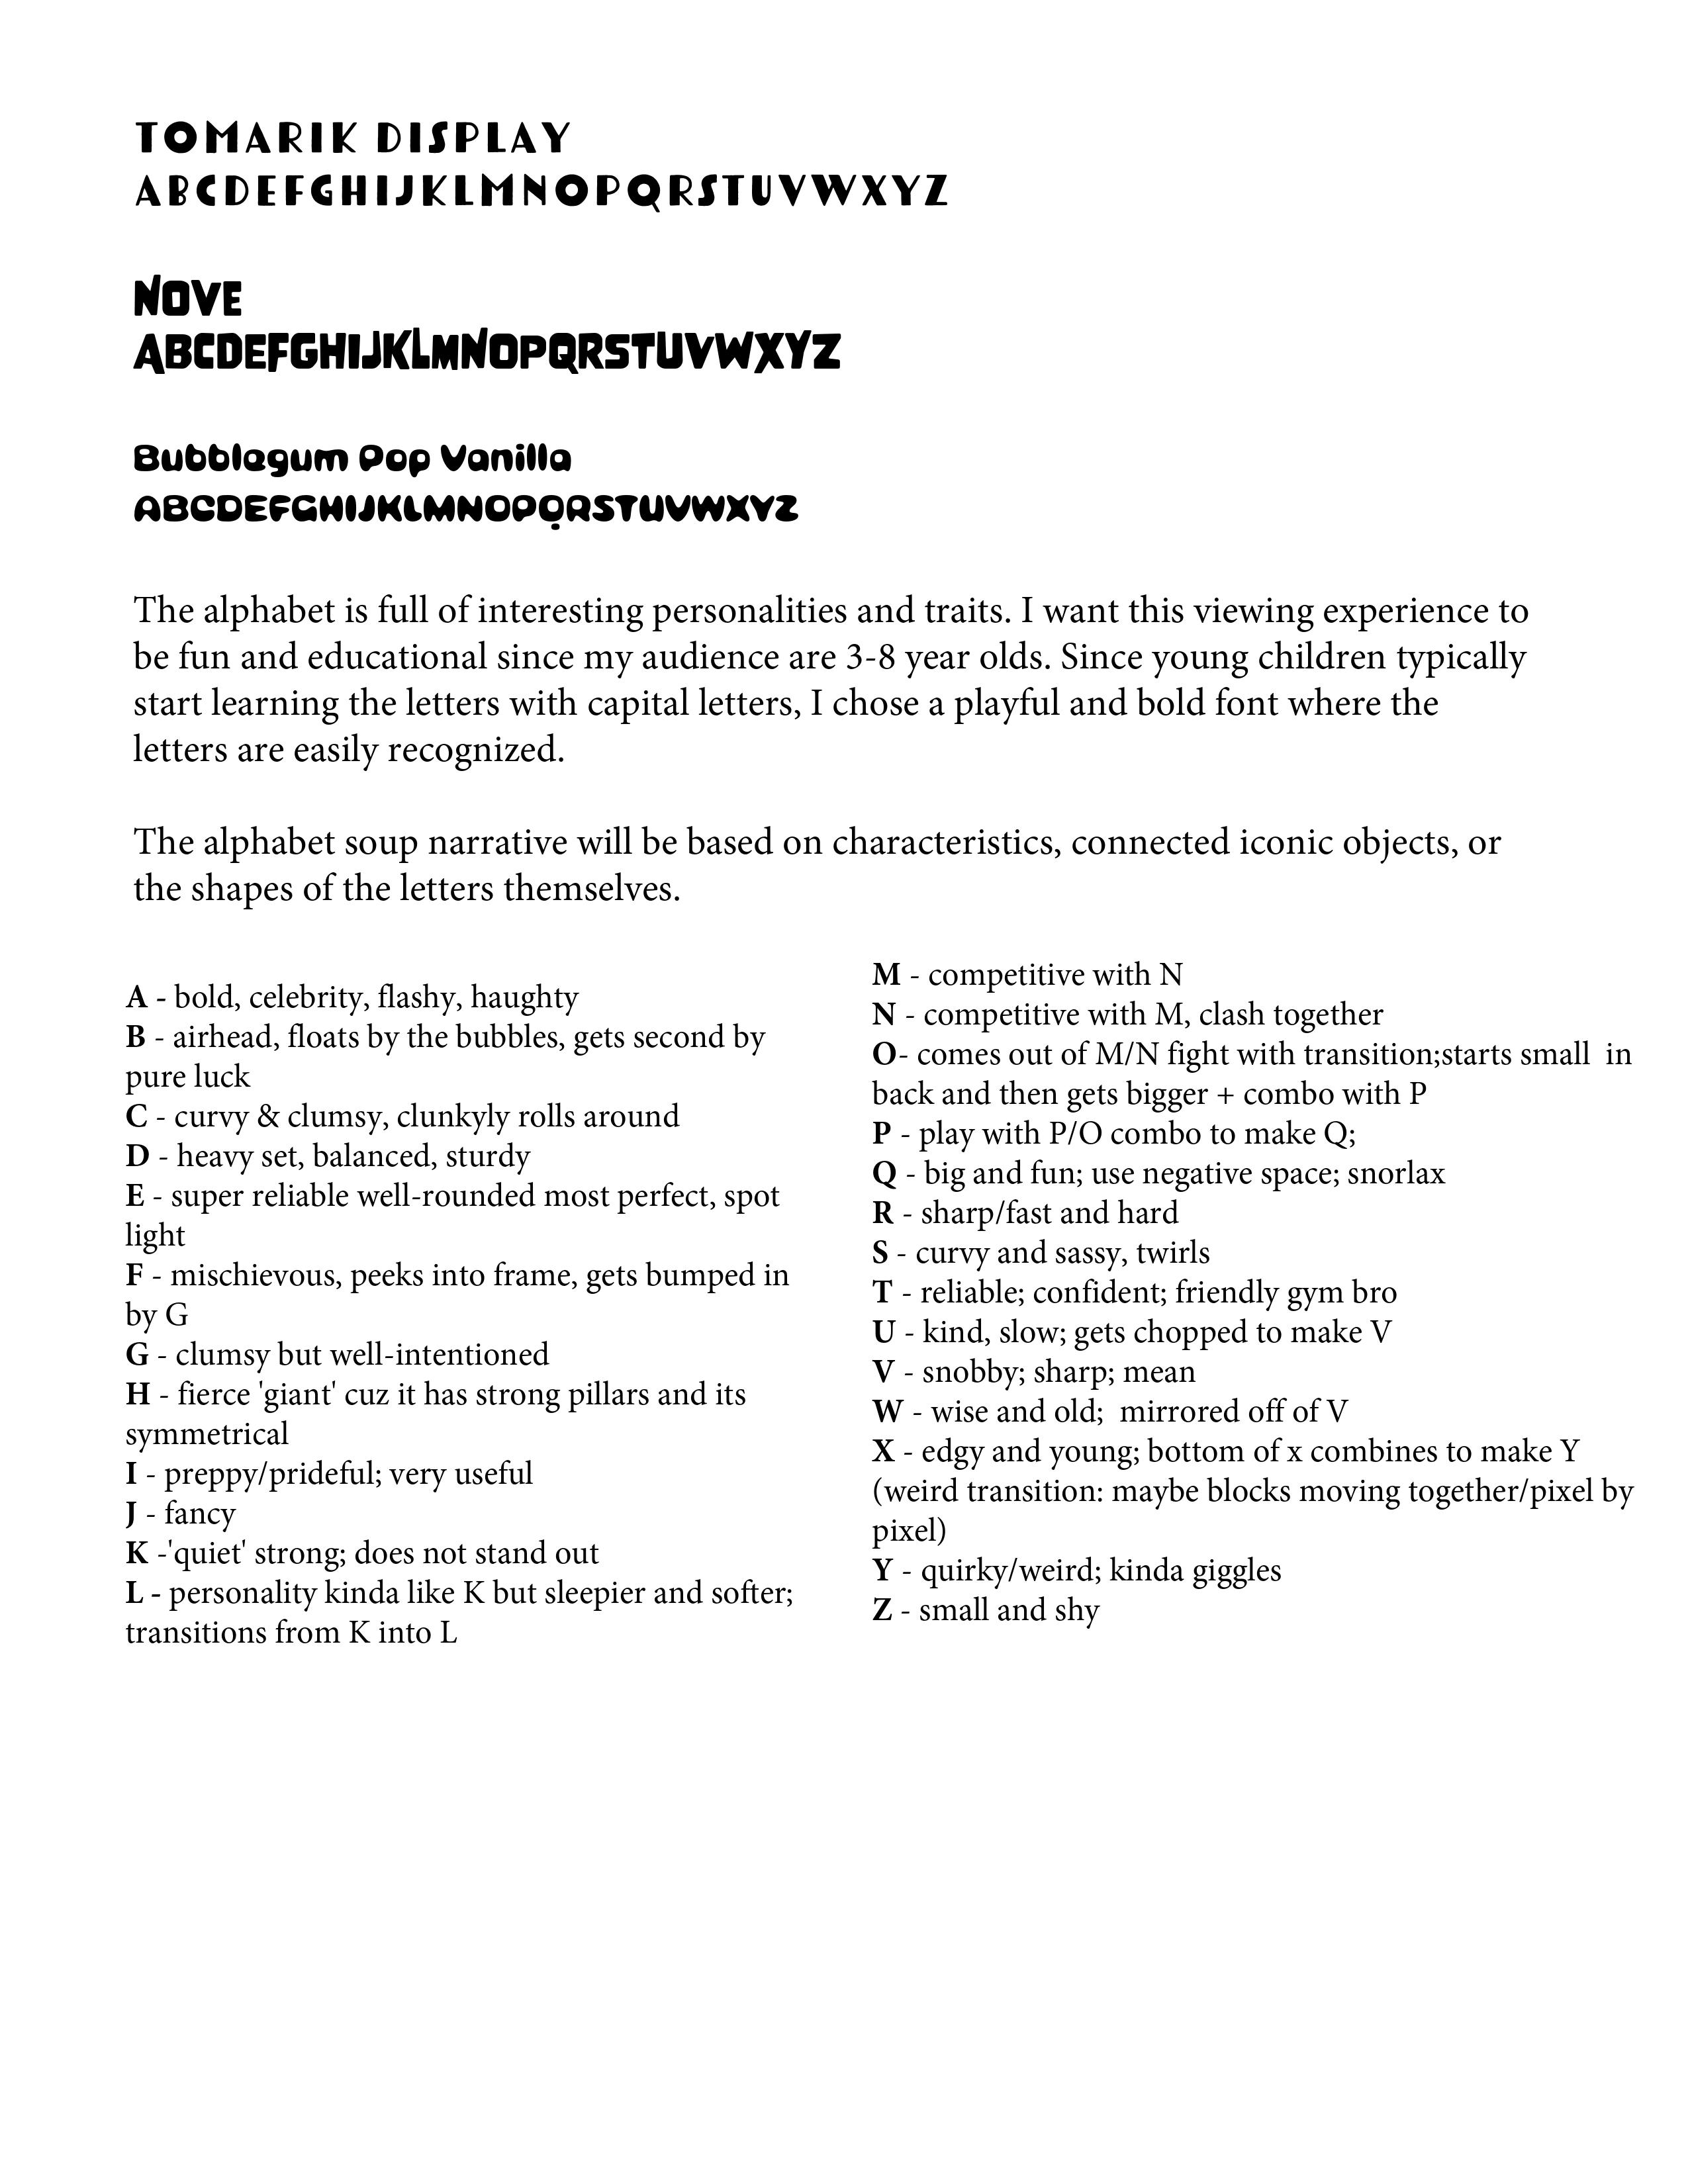 TOMARIK DISPLAY
ABCDEFGHIJKLMNOPQRSTUVWXYZ
NOVE
ABCDEFGHIJKLMNOPQRSTUVWXYZ
Bubblegum Pop Vanilla
ABCDEFGHIJKLMNOPQRSTUVWXYZ
The alphabet is full of interesting personalities and traits. I want this viewing experience to
be fun and educational since my audience are 3-8 year olds. Since young children typically
start learning the letters with capital letters, I chose a playful and bold font where the
letters are easily recognized.
The alphabet soup narrative will be based on characteristics, connected iconic objects, or
the shapes of the letters themselves.
A - bold, celebrity, flashy, haughty
B - airhead, floats by the bubbles, gets second by
pure luck
C - curvy & clumsy, clunkyly rolls around
D - heavy set, balanced, sturdy
E - super reliable well-rounded most perfect, spot
light
F - mischievous, peeks into frame, gets bumped in
by G
G - clumsy but well-intentioned
H - fierce 'giant' cuz it has strong pillars and its
symmetrical
I - preppy/prideful; very useful
J - fancy
K -'quiet' strong; does not stand out
L - personality kinda like K but sleepier and softer;
transitions from K into L
M - competitive with N
N - competitive with M, clash together
O- comes out of M/N fight with transition;starts small  in
back and then gets bigger + combo with P
P - play with P/O combo to make Q;
Q - big and fun; use negative space; snorlax
R - sharp/fast and hard
S - curvy and sassy, twirls
T - reliable; confident; friendly gym bro
U - kind, slow; gets chopped to make V
V - snobby; sharp; mean
W - wise and old;  mirrored off of V
X - edgy and young; bottom of x combines to make Y
(weird transition: maybe blocks moving together/pixel by
pixel)
Y - quirky/weird; kinda giggles
Z - small and shy